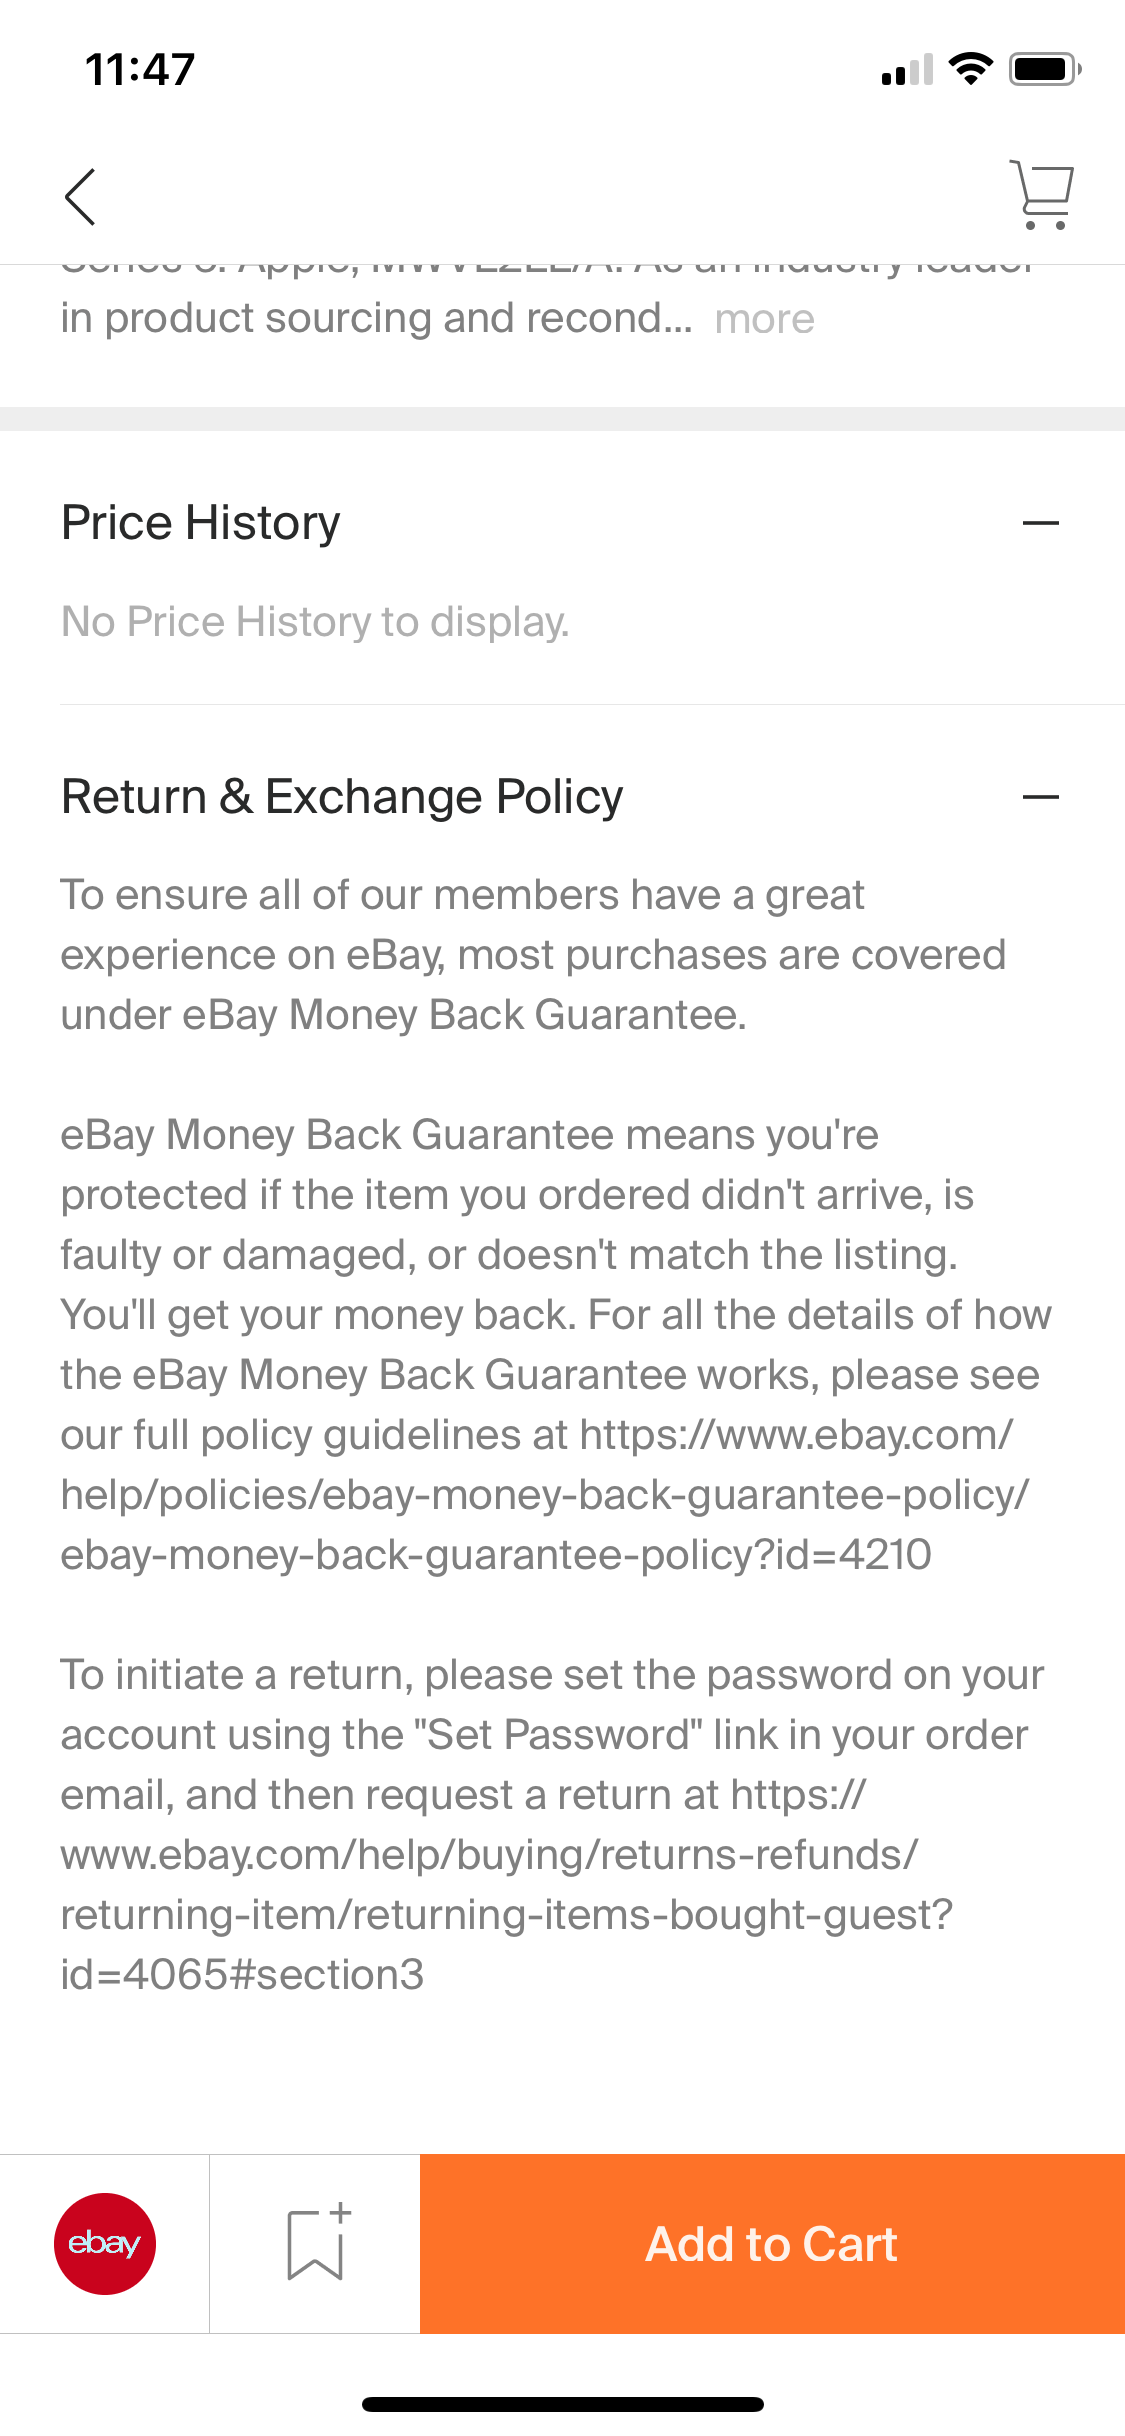 11:47
in product sourcing and recond... more
Price History
No Price History to display.
Return & Exchange Policy
To ensure all of our members have a great
experience on eBay, most purchases are covered
under eBay Money Back Guarantee.
eBay Money Back Guarantee means you're
protected if the item you ordered didn't arrive, is
faulty or damaged, or doesn't match the listing.
You'll get your money back. For all the details of how
the eBay Money Back Guarantee works, please see
our full policy guidelines at https://www.ebay.com/
help/policies/ebay-money-back-guarantee-policy/
ebay-money-back-guarantee-policy?id=4210
To initiate a return, please set the password on your
account using the "Set Password" link in your order
email, and then request a return at https://
www.ebay.com/help/buying/returns-refunds/
returning-item/returning-items-bought-guest?
id=4065#section3
ebay
Add to Cart